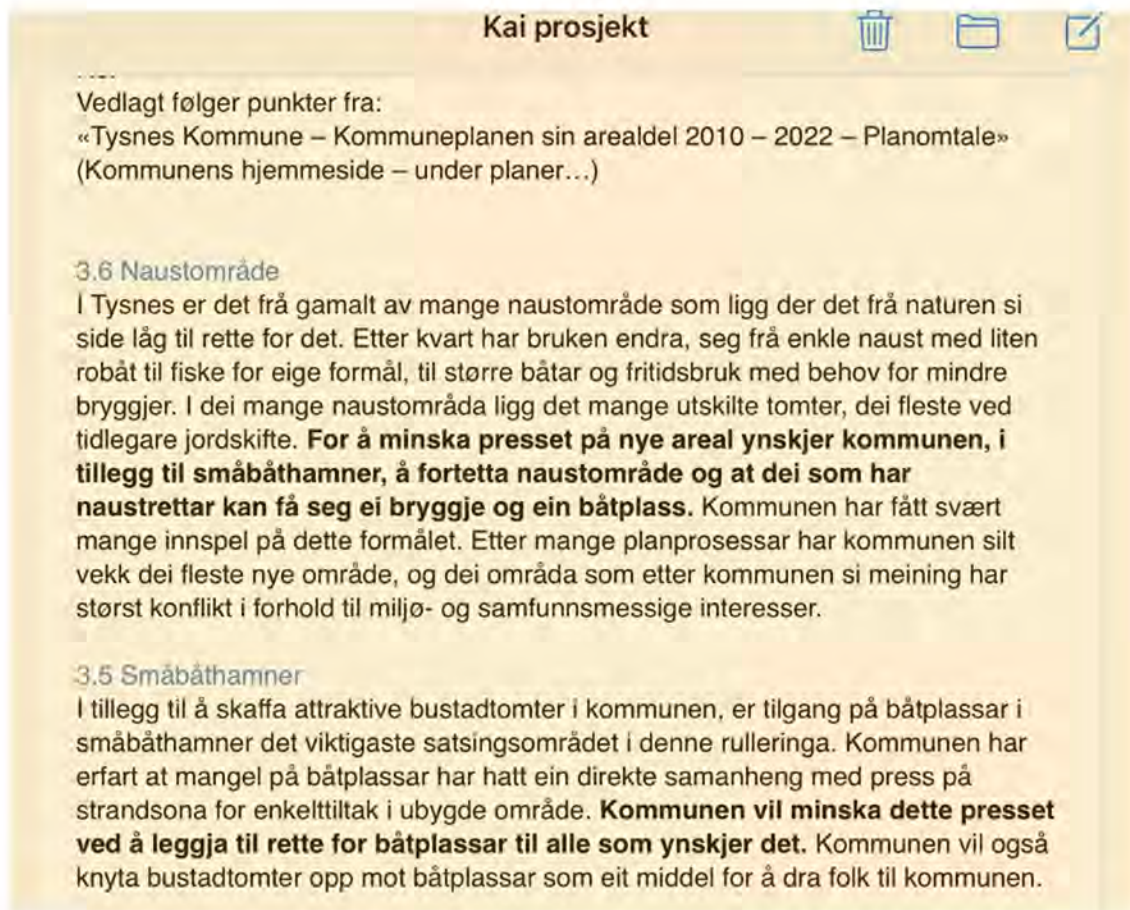 Kai prosjekt
Vedlagt følger punkter fra:
«Tysnes Kommune – Kommuneplanen sin arealdel 2010 – 2022 – Planomtale»
(Kommunens hjemmeside – under planer…)
3.6 Naustområde
I Tysnes er det frå gamalt av mange naustområde som ligg der det frå naturen si
side låg til rette for det. Etter kvart har bruken endra, seg frå enkle naust med liten
robåt til fiske for eige formål, til større båtar og fritidsbruk med behov for mindre
bryggjer. I dei mange naustområda ligg det mange utskilte tomter, dei fleste ved
tidlegare jordskifte. For å minska presset på nye areal ynskjer kommunen, i
tillegg til småbåthamner, å fortetta naustområde og at dei som har
naustrettar kan få seg ei bryggje og ein båtplass. Kommunen har fått svært
mange innspel på dette formålet. Etter mange planprosessar har kommunen silt
vekk dei fleste nye område, og dei områda som etter kommunen si meining har
størst konflikt i forhold til miljø- og samfunnsmessige interesser.
3.5 Småbåthamner
I tillegg til å skaffa attraktive bustadtomter i kommunen, er tilgang på båtplassar i
småbåthamner det viktigaste satsingsområdet i denne rulleringa. Kommunen har
erfart at mangel på båtplassar har hatt ein direkte samanheng med press på
strandsona for enkelttiltak i ubygde område. Kommunen vil minska dette presset
ved å leggja til rette for båtplassar til alle som ynskjer det. Kommunen vil også
knyta bustadtomter opp mot båtplassar som eit middel for å dra folk til kommunen.